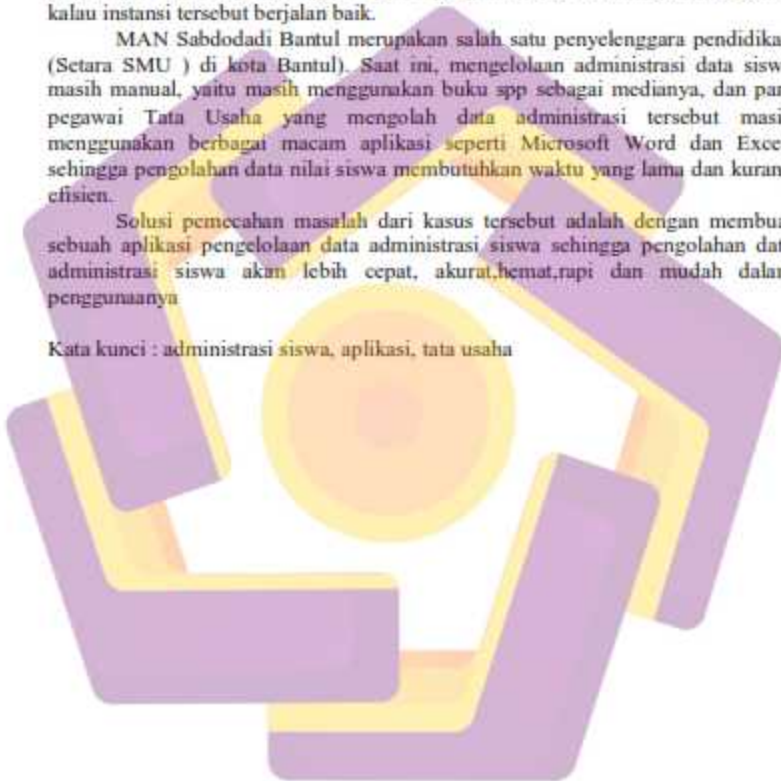 kalau instansi tersebut berjalan baik.
MAN Sabdodadi Bantul merupakan salah satu penyelenggara pendidika
(Setara SMU ) di kota Bantul). Saat ini, mengelolaan administrasi data sisw
masih manual, yaitu masih menggunakan buku spp sebagai medianya, dan par
pegawai Tata Usaha yang mengolah data administrasi tersebut masi
menggunakan berbagai macam aplikasi seperti Microsoft Word dan Exce
sehingga pengolahan data nilai siswa membutuhkan waktu yang lama dan kuran
efisien.
Solusi pemecahan masalah dari kasus tersebut adalah dengan membua
sebuah aplikasi pengelolaan data administrasi siswa sehingga pengolahan dat
administrasi siswa akan lebih cepat, akurat,hemat,rapi dan mudah dalar
penggunaanya
Kata kunci : administrasi siswa, aplikasi, tata usaha